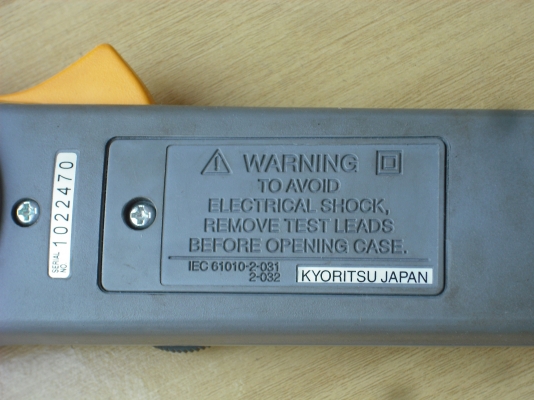 SERIAL NO 1022470
WARNING
TO AVOID
ELECTRICAL SHOCK,
REMOVE TEST LEADS
BEFORE OPENING CASE.
IEC 61010-2-031
2-032
KYORITSU JAPAN